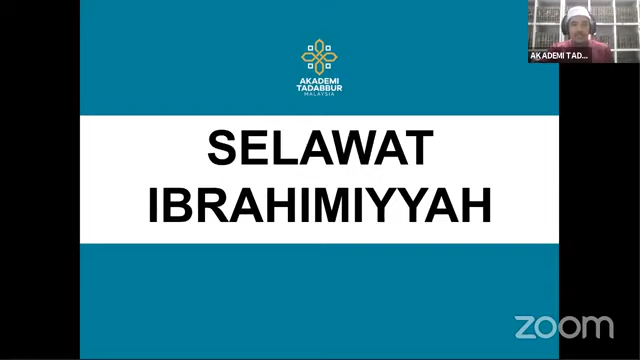 AKADEMI TAD...
AKADEMI
TADABBUR
MALAYSIA
SELAWAT
IBRAHIMIYYAH
zoom